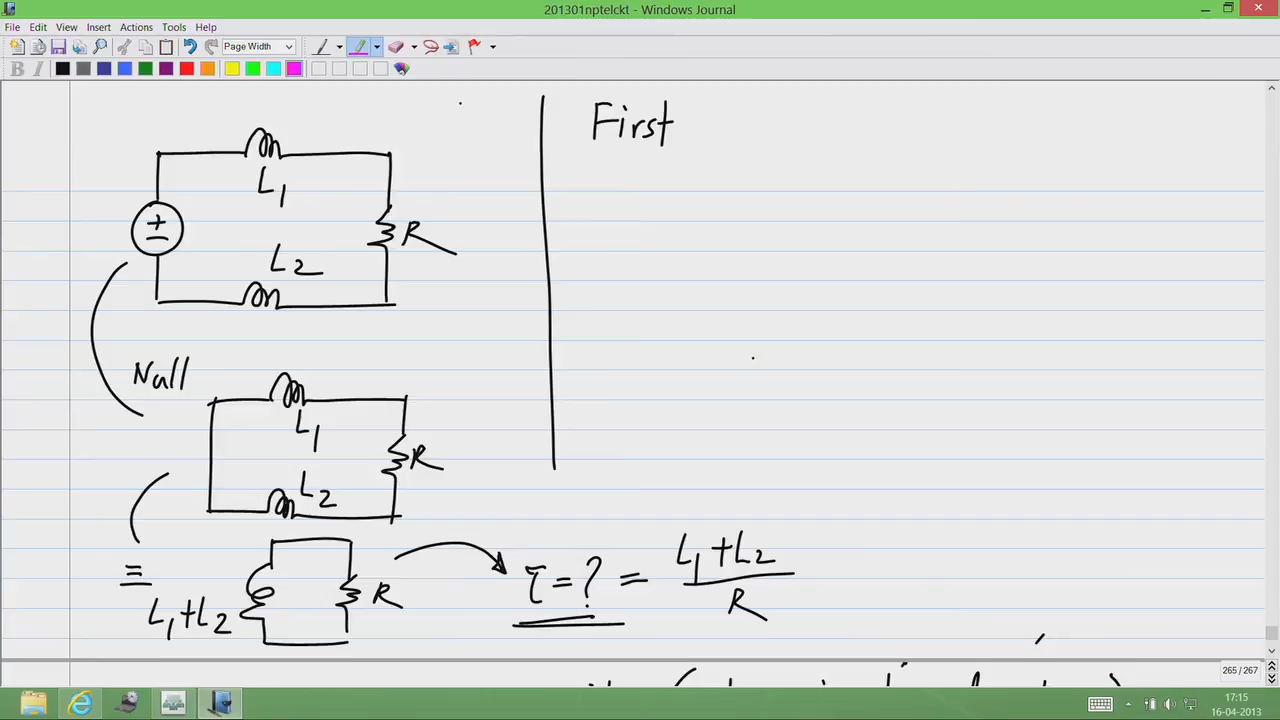 201301nptelckt - Windows Journal
File Edit View Insert Actions Tools Help
Page Width
B I
First
L1
+
−
R
L2
Null
L1
R
L2
=
L1+L2
R
τ=? = L1+L2
R
265 / 267
17:15
16-04-2013